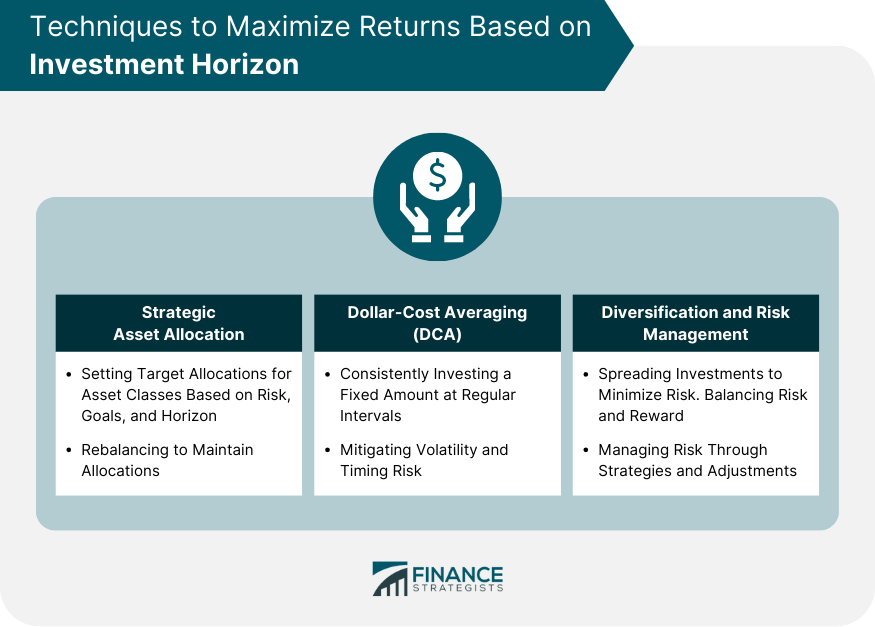 Techniques to Maximize Returns Based on
Investment Horizon
$
Strategic
Asset Allocation
• Setting Target Allocations for
Asset Classes Based on Risk,
Goals, and Horizon
• Rebalancing to Maintain
Allocations
Dollar-Cost Averaging
(DCA)
• Consistently Investing a
Fixed Amount at Regular
Intervals
• Mitigating Volatility and
Timing Risk
Diversification and Risk
Management
• Spreading Investments to
Minimize Risk. Balancing Risk
and Reward
• Managing Risk Through
Strategies and Adjustments
FINANCE
STRATEGISTS